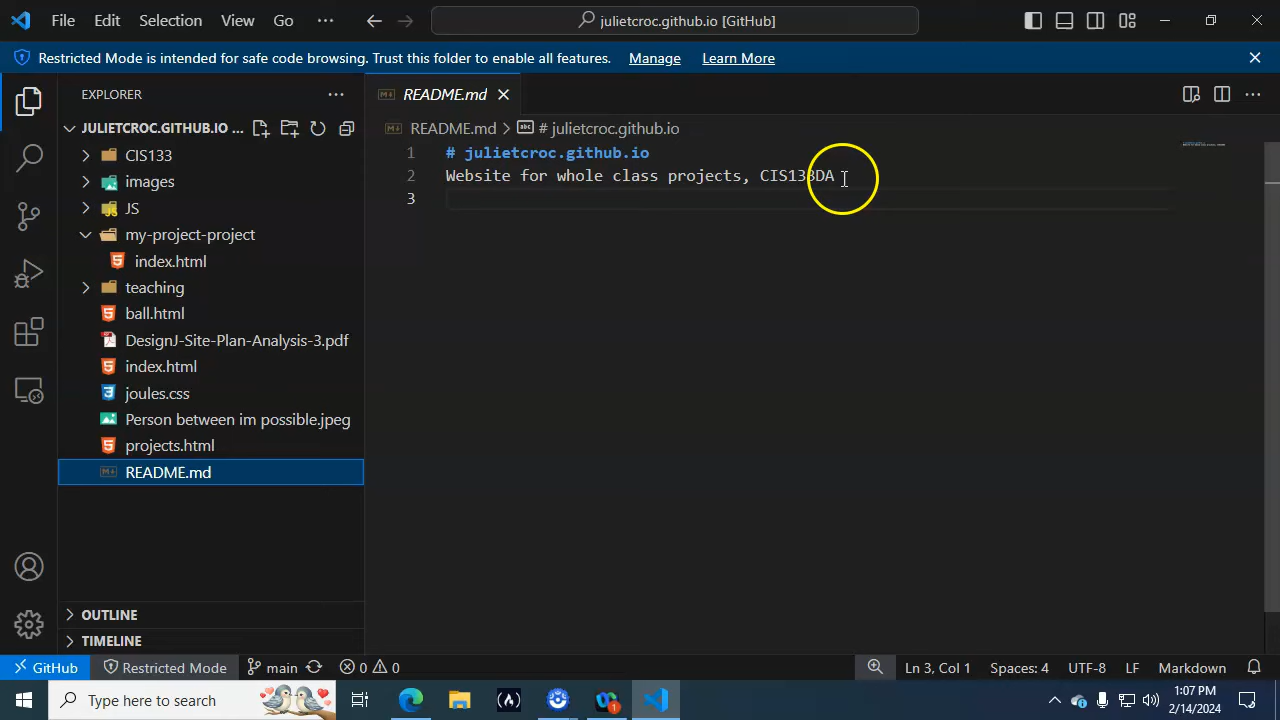 File Edit Selection View Go ··· julietcroc.github.io [GitHub]
Restricted Mode is intended for safe code browsing. Trust this folder to enable all features. Manage Learn More
EXPLORER ···
JULIETCROC.GITHUB.IO ...
CIS133
images
JS
my-project-project
index.html
teaching
ball.html
DesignJ-Site-Plan-Analysis-3.pdf
index.html
joules.css
Person between im possible.jpeg
projects.html
README.md
OUTLINE
TIMELINE
README.md
README.md > # julietcroc.github.io
1 # julietcroc.github.io
2 Website for whole class projects, CIS133DA
3
GitHub Restricted Mode main 0 0 Ln 3, Col 1 Spaces: 4 UTF-8 LF Markdown
Type here to search
1
1:07 PM
2/14/2024